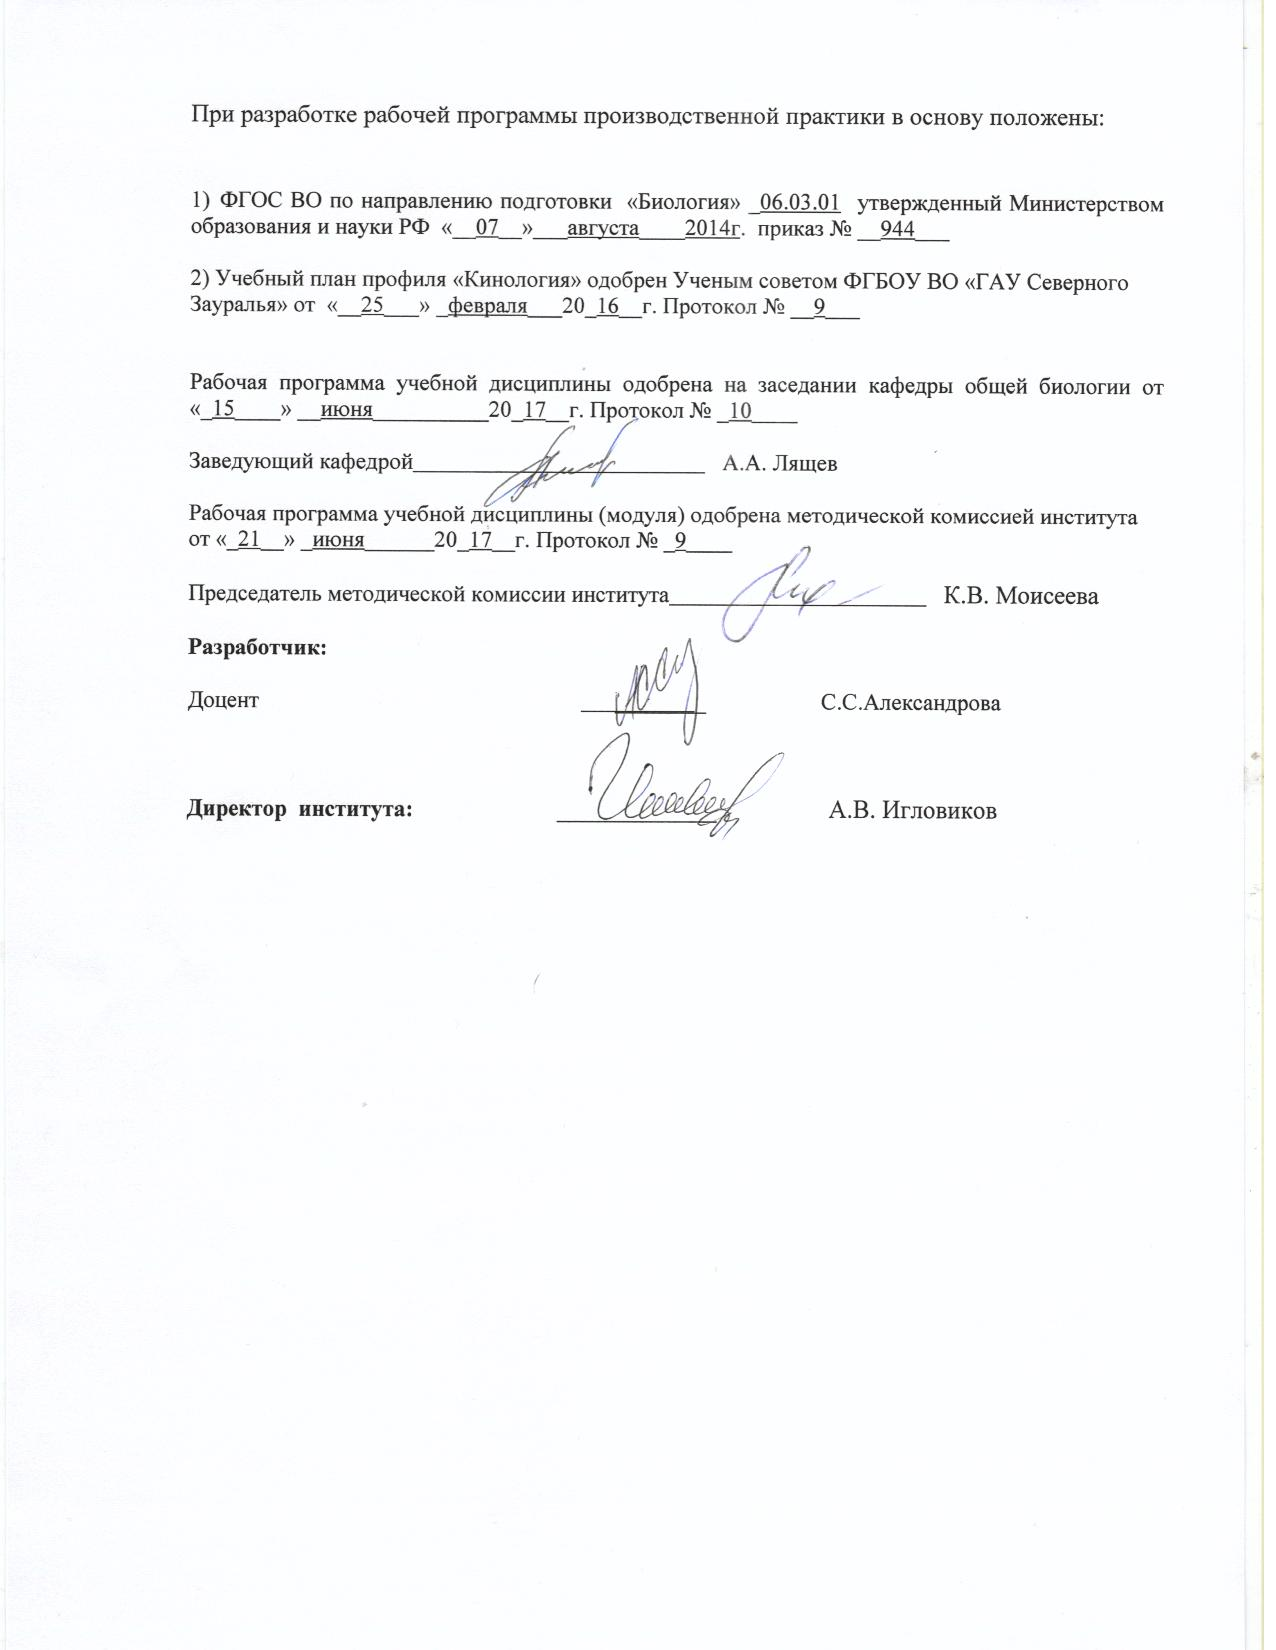 При разработке рабочей программы производственной практики в основу положены:
1) ФГОС ВО по направлению подготовки «Биология» _06.03.01 утвержденный Министерством
образования и науки РФ «__07__»___августа____2014г. приказ № __944___
2) Учебный план профиля «Кинология» одобрен Ученым советом ФГБОУ ВО «ГАУ Северного
Зауралья» от «__25___» _февраля___20_16__г. Протокол № __9___
Рабочая программа учебной дисциплины одобрена на заседании кафедры общей биологии от
«_15____» __июня__________20_17__г. Протокол № _10____
Заведующий кафедрой_________________________ А.А. Лящев
Рабочая программа учебной дисциплины (модуля) одобрена методической комиссией института
от «_21__» _июня______20_17__г. Протокол № _9____
Председатель методической комиссии института______________________ К.В. Моисеева
Разработчик:
Доцент ___________ С.С.Александрова
Директор института: ______________ А.В. Игловиков